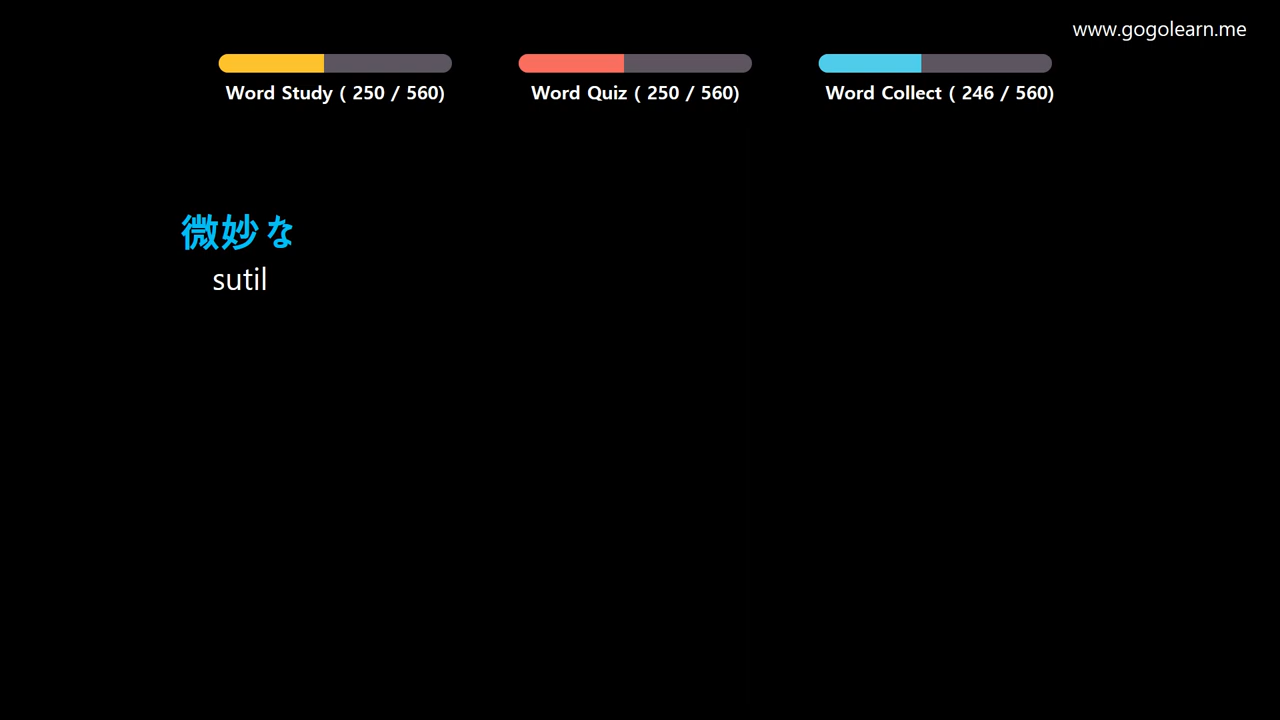 www.gogolearn.me
Word Study ( 250 / 560)
Word Quiz ( 250 / 560)
Word Collect ( 246 / 560)
微妙な
sutil